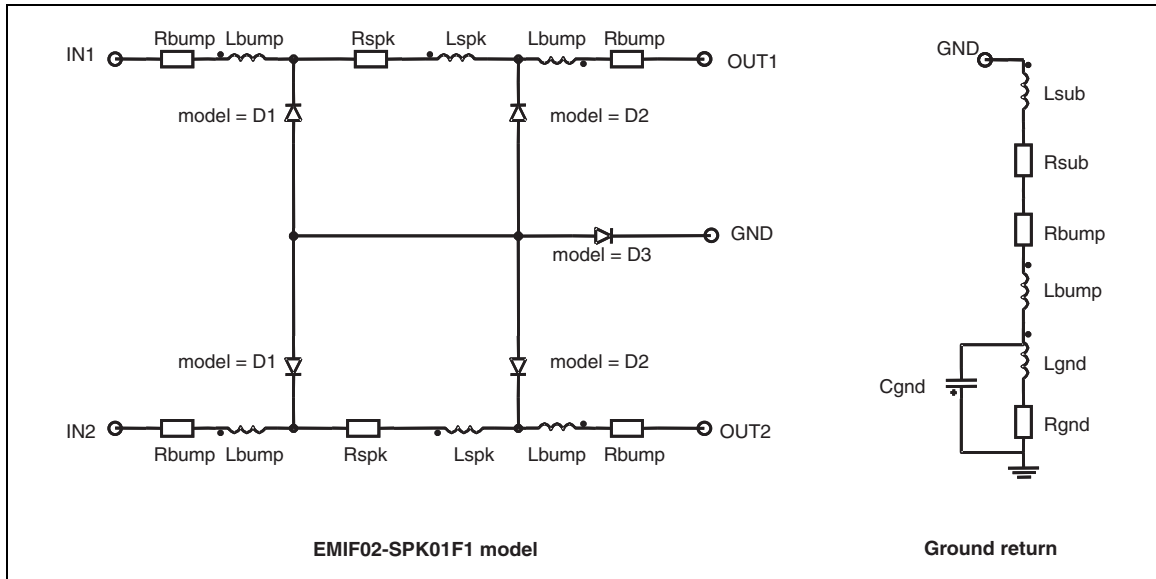 IN1
Rbump
Lbump
Rspk
Lspk
Lbump
Rbump
OUT1
model = D1
model = D2
GND
model = D3
model = D1
model = D2
IN2
Rbump
Lbump
Rspk
Lspk
Lbump
Rbump
OUT2
EMIF02-SPK01F1 model
GND
Lsub
Rsub
Rbump
Lbump
Lgnd
Cgnd
Rgnd
Ground return